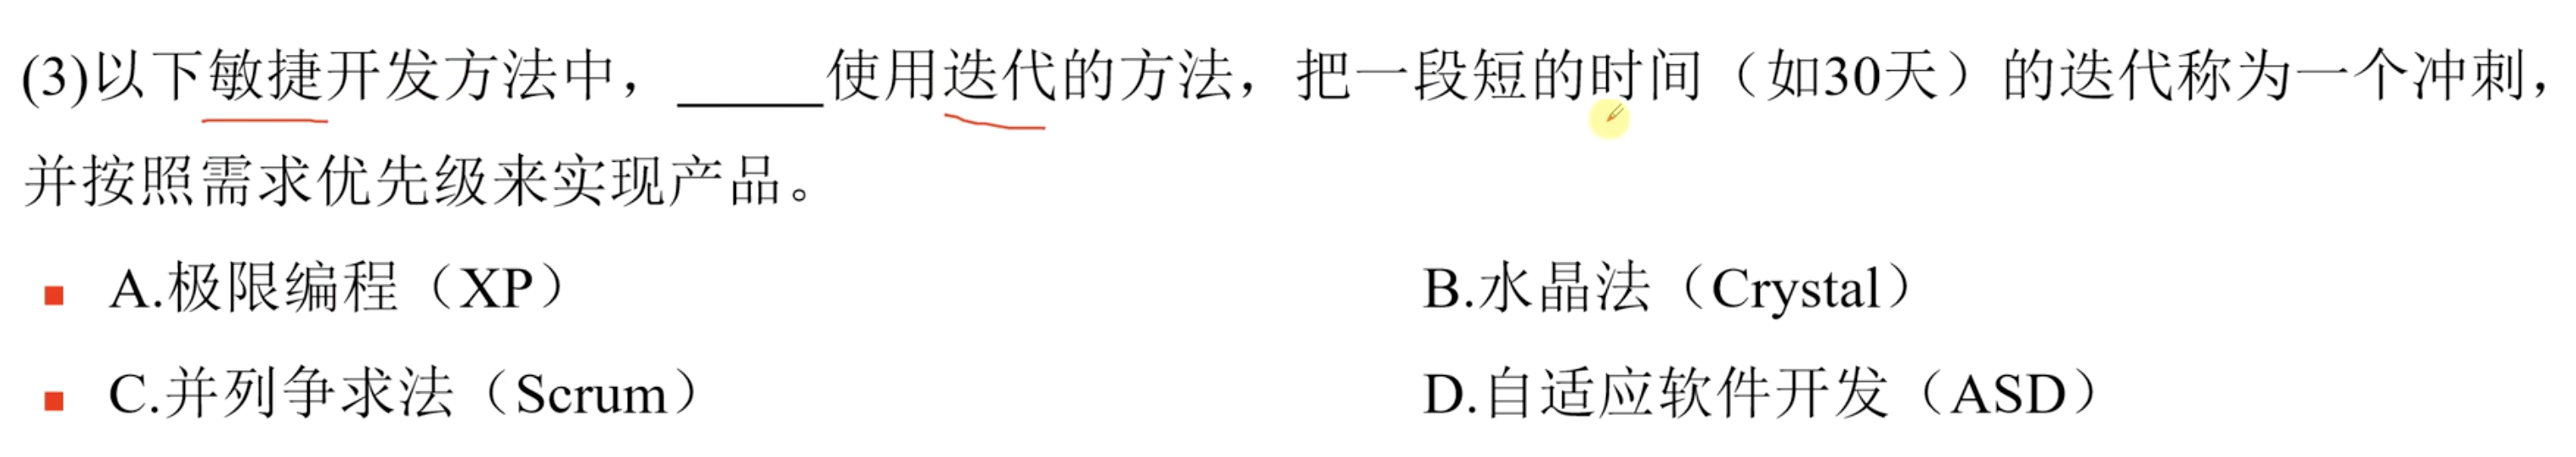 (3)以下敏捷开发方法中，_____使用迭代的方法，把一段短的时间（如30天）的迭代称为一个冲刺，
并按照需求优先级来实现产品。
A.极限编程（XP） B.水晶法（Crystal）
C.并列争求法（Scrum） D.自适应软件开发（ASD）